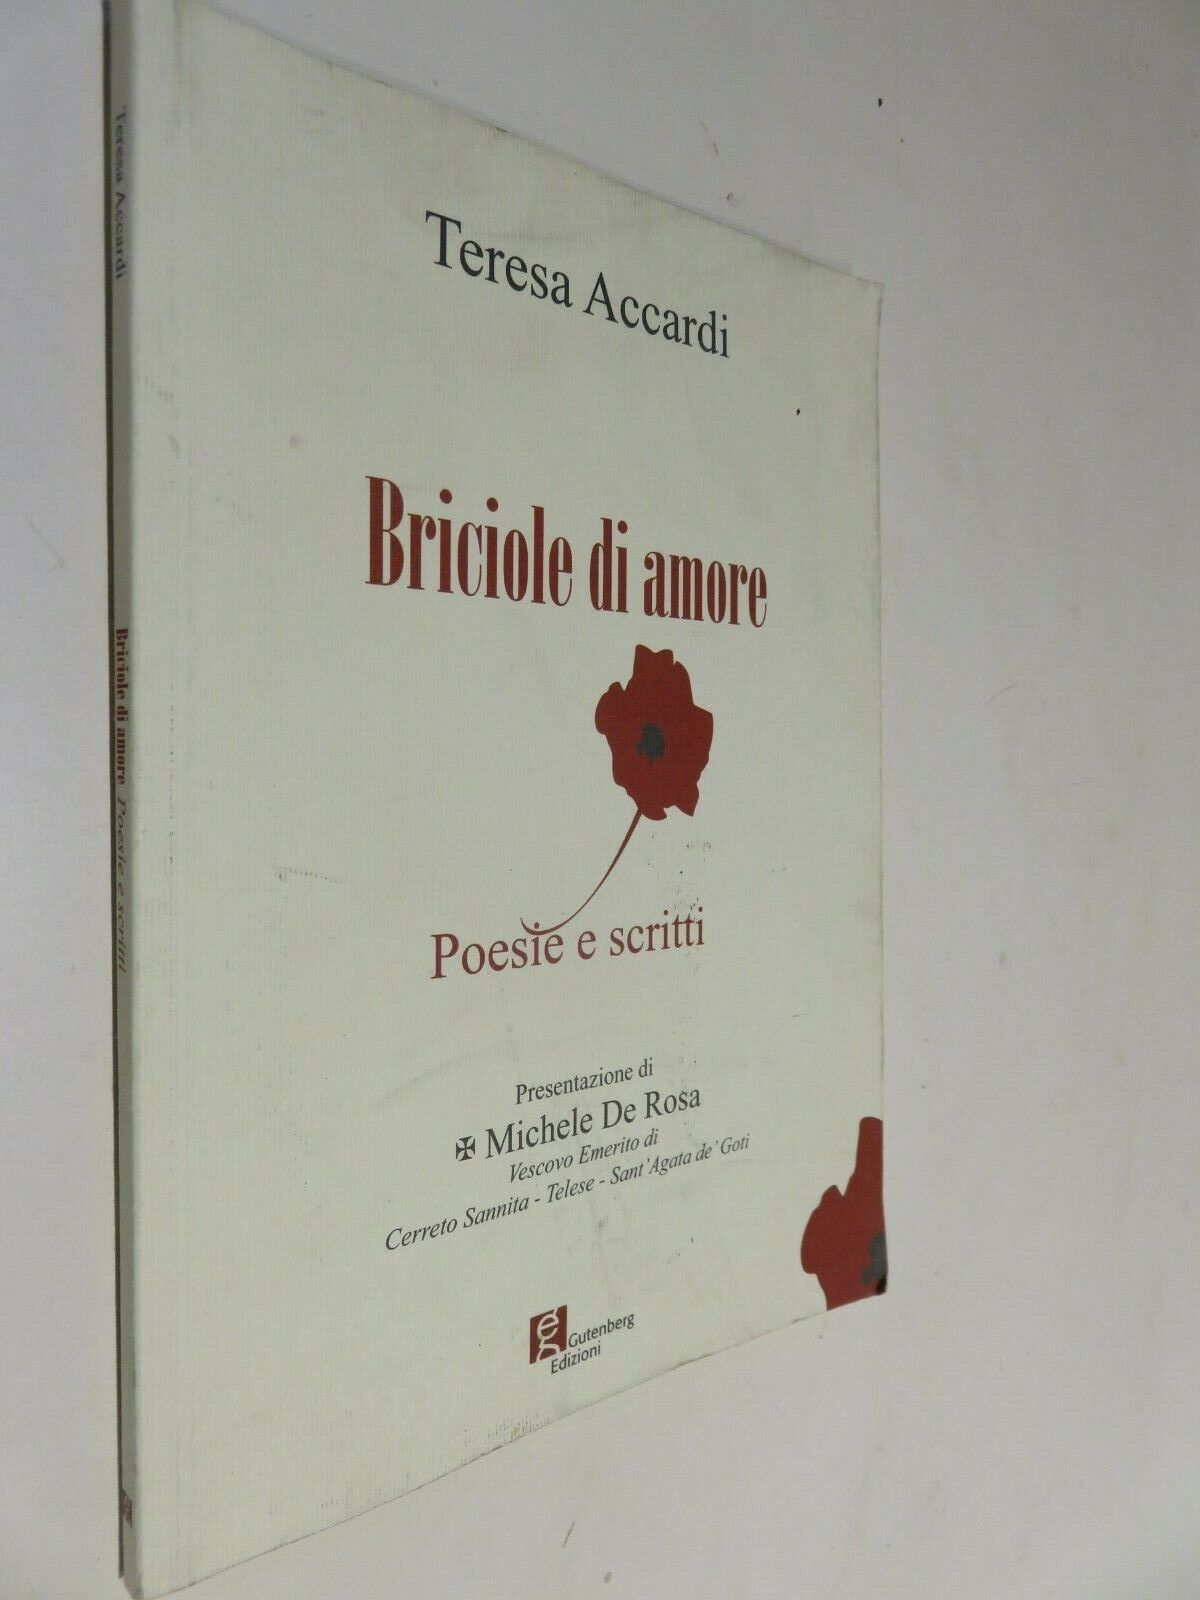 Teresa Accardi
Briciole di amore
Poesie e scritti
Presentazione di
✠ Michele De Rosa
Vescovo Emerito di
Cerreto Sannita - Telese - Sant'Agata de' Goti
eg Gutenberg
Edizioni
Teresa Accardi
Briciole di amore Poesie e scritti